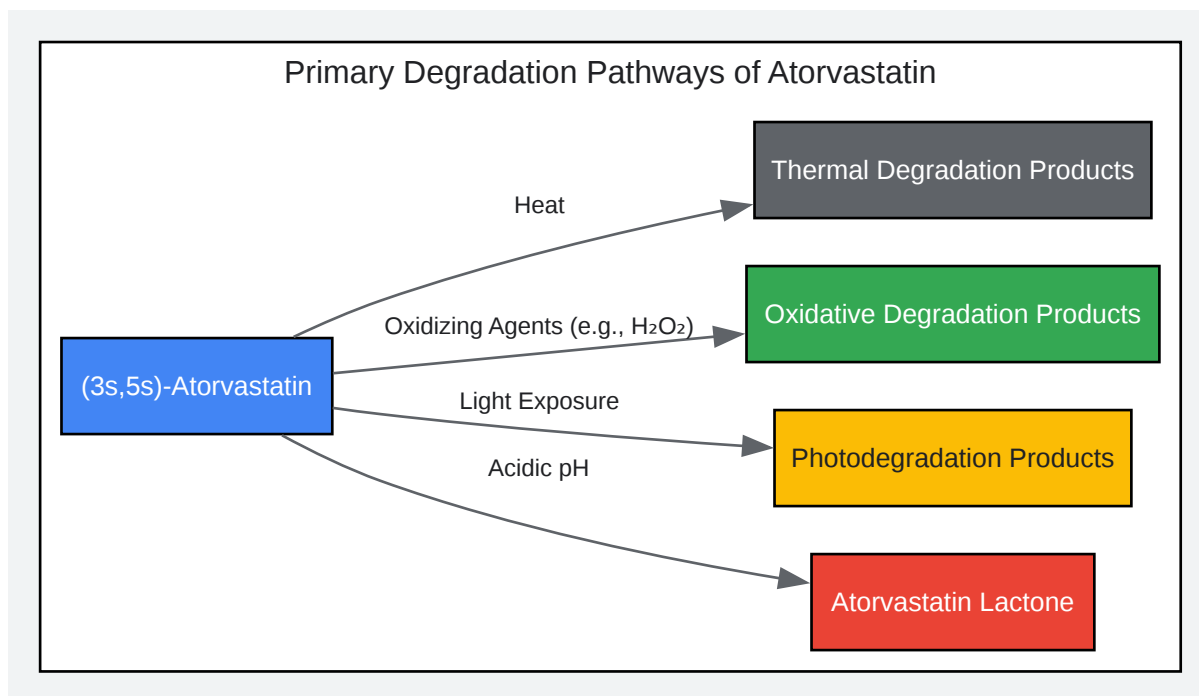 Primary Degradation Pathways of Atorvastatin
Thermal Degradation Products
Heat
Oxidizing Agents (e.g., H₂O₂)
Oxidative Degradation Products
(3s,5s)-Atorvastatin
Light Exposure
Photodegradation Products
Acidic pH
Atorvastatin Lactone